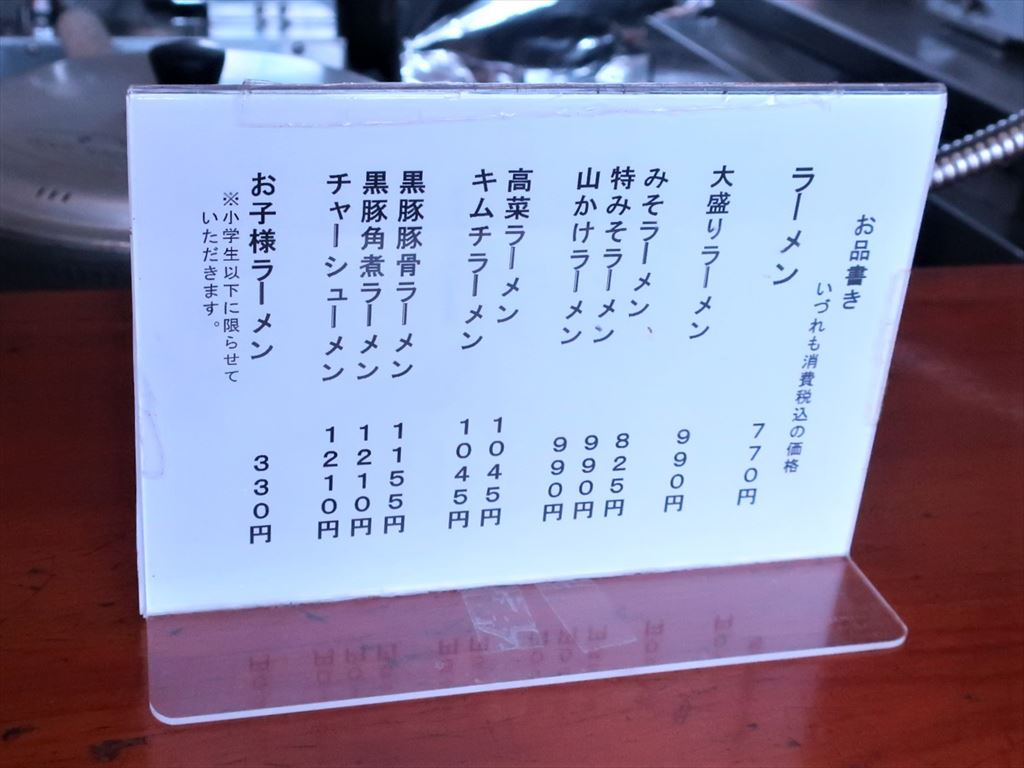 お品書き
いづれも消費税込の価格
ラーメン 770円
大盛りラーメン 990円
みそラーメン 825円
特みそラーメン 990円
山かけラーメン 990円
高菜ラーメン 1045円
キムチラーメン 1045円
黒豚豚骨ラーメン 1155円
黒豚角煮ラーメン 1210円
チャーシューメン 1210円
お子様ラーメン 330円
※小学生以下に限らせて
いただきます。